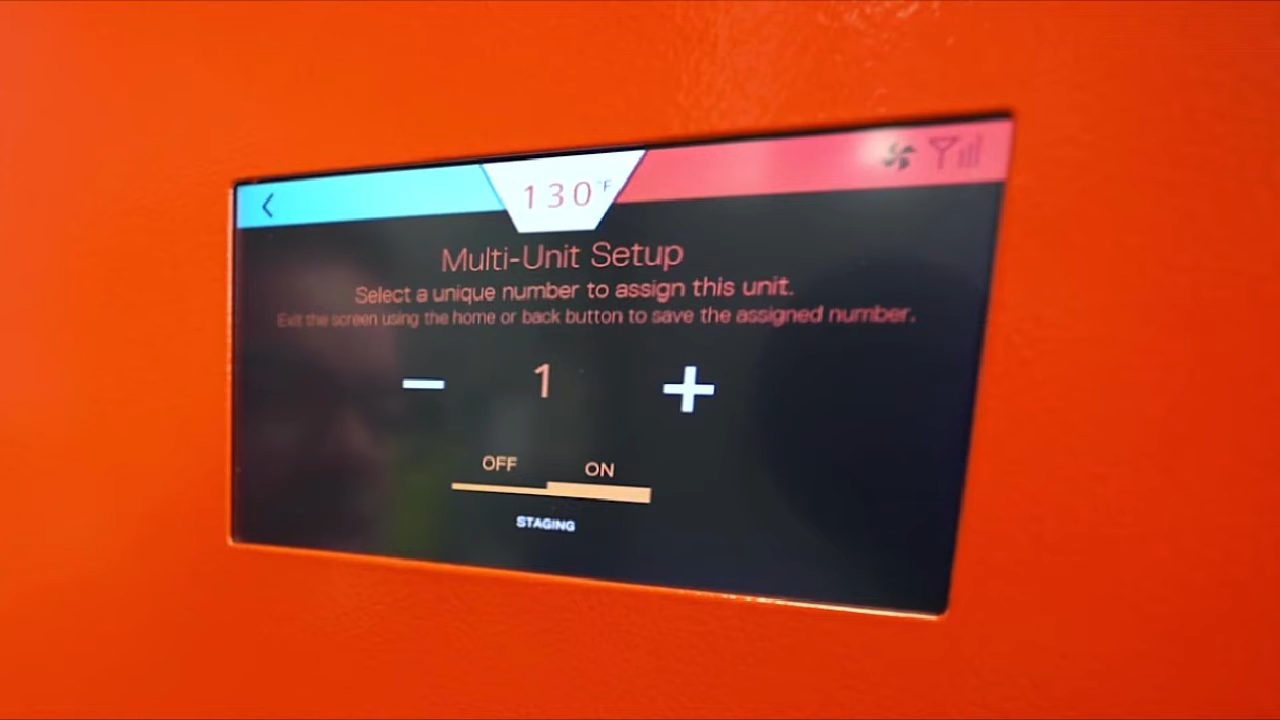 130°F
Multi-Unit Setup
Select a unique number to assign this unit.
Exit the screen using the home or back button to save the assigned number.
1
OFF ON
STAGING